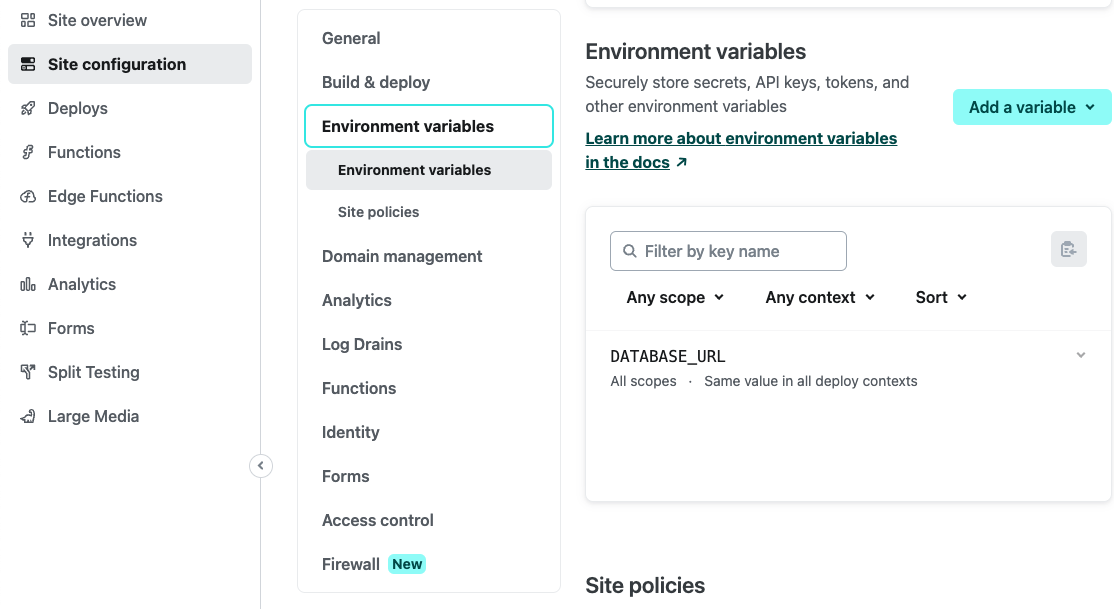 Site overview
Site configuration
Deploys
Functions
Edge Functions
Integrations
Analytics
Forms
Split Testing
Large Media
General
Build & deploy
Environment variables
Environment variables
Site policies
Domain management
Analytics
Log Drains
Functions
Identity
Forms
Access control
Firewall New
Environment variables
Securely store secrets, API keys, tokens, and
other environment variables
Learn more about environment variables
in the docs
Add a variable
Filter by key name
Any scope Any context Sort
DATABASE_URL
All scopes · Same value in all deploy contexts
Site policies